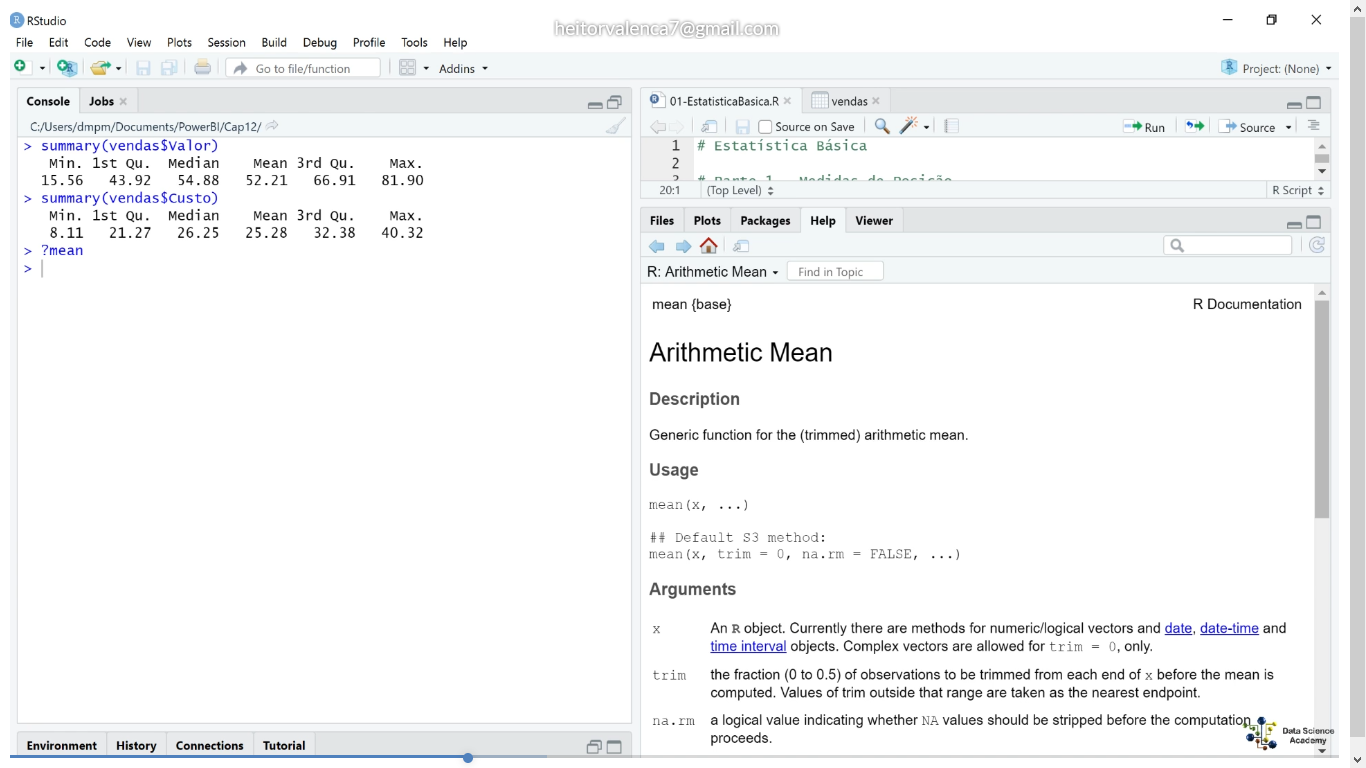 RStudio
heitorvalenca7@gmail.com
File Edit Code View Plots Session Build Debug Profile Tools Help
Go to file/function Addins Project: (None)
Console Jobs
C:/Users/dmpm/Documents/PowerBI/Cap12/
> summary(vendas$Valor)
Min. 1st Qu. Median Mean 3rd Qu. Max.
15.56 43.92 54.88 52.21 66.91 81.90
> summary(vendas$Custo)
Min. 1st Qu. Median Mean 3rd Qu. Max.
8.11 21.27 26.25 25.28 32.38 40.32
> ?mean
>
Environment History Connections Tutorial
01-EstatisticaBasica.R vendas
Source on Save Run Source
1 # Estatística Básica
2
3 # Parte 1 - Medidas de Posição
20:1 (Top Level) R Script
Files Plots Packages Help Viewer
R: Arithmetic Mean Find in Topic
mean {base} R Documentation
Arithmetic Mean
Description
Generic function for the (trimmed) arithmetic mean.
Usage
mean(x, ...)
## Default S3 method:
mean(x, trim = 0, na.rm = FALSE, ...)
Arguments
x An R object. Currently there are methods for numeric/logical vectors and date, date-time and
time interval objects. Complex vectors are allowed for trim = 0, only.
trim the fraction (0 to 0.5) of observations to be trimmed from each end of x before the mean is
computed. Values of trim outside that range are taken as the nearest endpoint.
na.rm a logical value indicating whether NA values should be stripped before the computation
proceeds.
Data Science
Academy